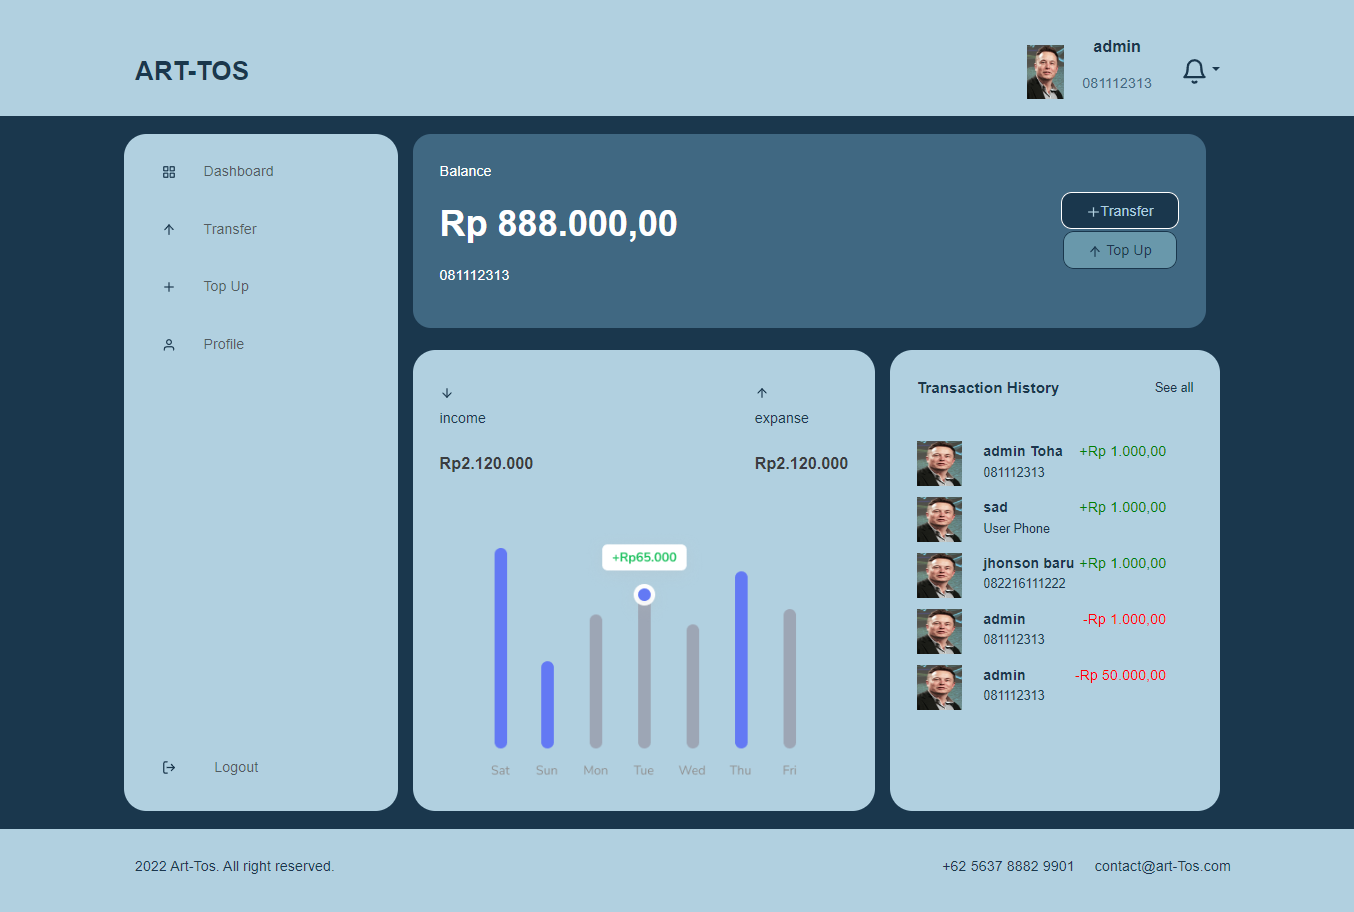 ART-TOS
admin
081112313
Dashboard
Transfer
Top Up
Profile
Logout
Balance
Rp 888.000,00
081112313
+Transfer
Top Up
income
Rp2.120.000
expanse
Rp2.120.000
+Rp65.000
Sat Sun Mon Tue Wed Thu Fri
Transaction History See all
admin Toha +Rp 1.000,00
081112313
sad +Rp 1.000,00
User Phone
jhonson baru +Rp 1.000,00
082216111222
admin -Rp 1.000,00
081112313
admin -Rp 50.000,00
081112313
2022 Art-Tos. All right reserved.
+62 5637 8882 9901 contact@art-Tos.com